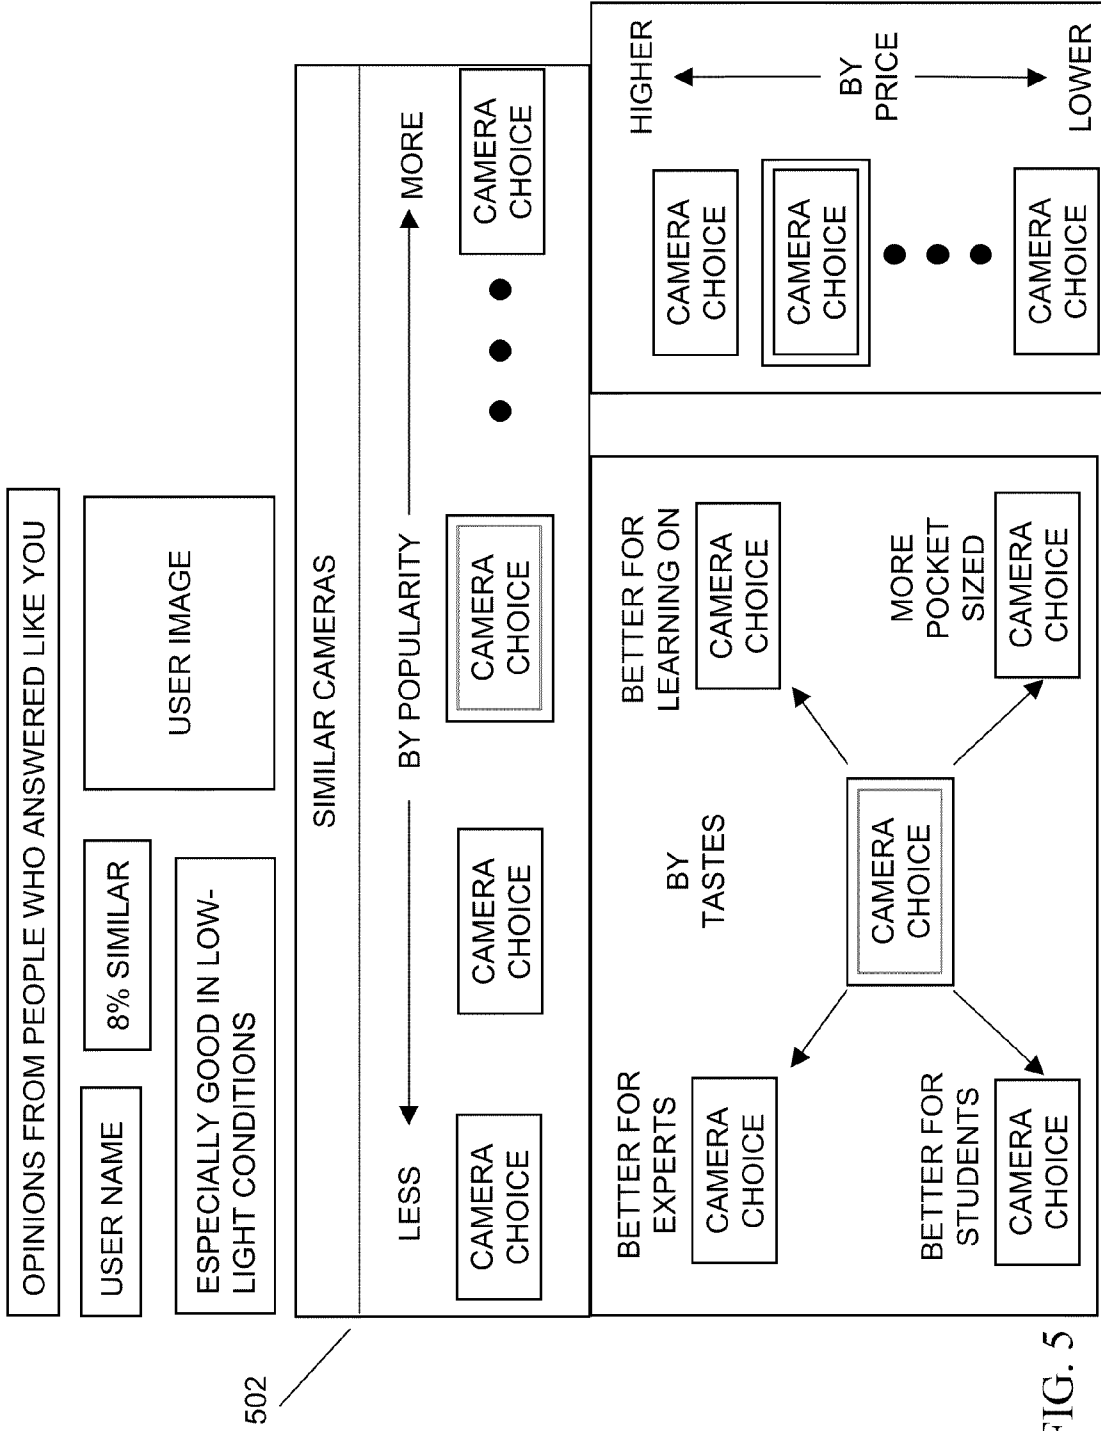 OPINIONS FROM PEOPLE WHO ANSWERED LIKE YOU
USER NAME
8% SIMILAR
USER IMAGE
ESPECIALLY GOOD IN LOW-
LIGHT CONDITIONS
502
SIMILAR CAMERAS
LESS
BY POPULARITY
MORE
CAMERA
CHOICE
CAMERA
CHOICE
CAMERA
CHOICE
CAMERA
CHOICE
BETTER FOR
EXPERTS
CAMERA
CHOICE
BY
TASTES
BETTER FOR
LEARNING ON
CAMERA
CHOICE
CAMERA
CHOICE
BETTER FOR
STUDENTS
CAMERA
CHOICE
MORE
POCKET
SIZED
CAMERA
CHOICE
CAMERA
CHOICE
CAMERA
CHOICE
CAMERA
CHOICE
HIGHER
BY
PRICE
LOWER
FIG. 5